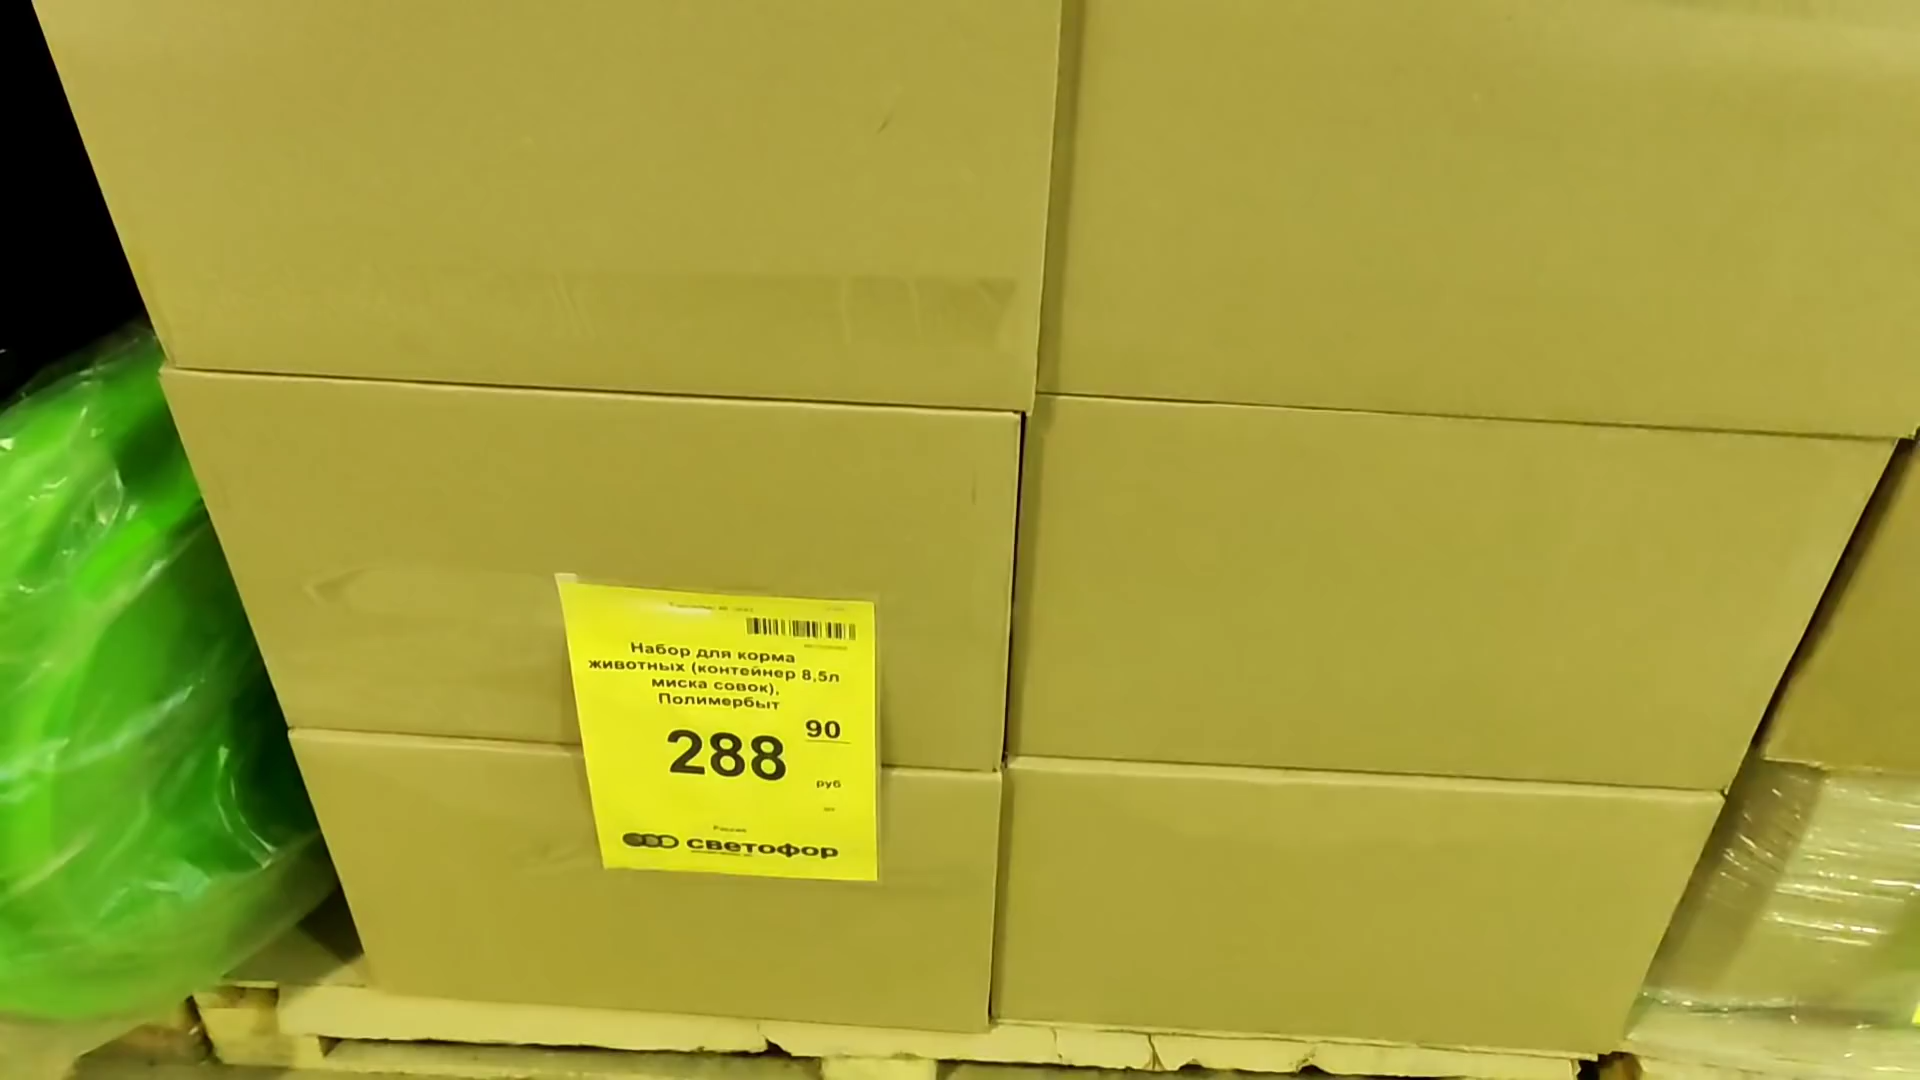 Набор для корма
животных (контейнер 8,5л
миска совок),
Полимербыт
288 90
руб
Россия
светофор